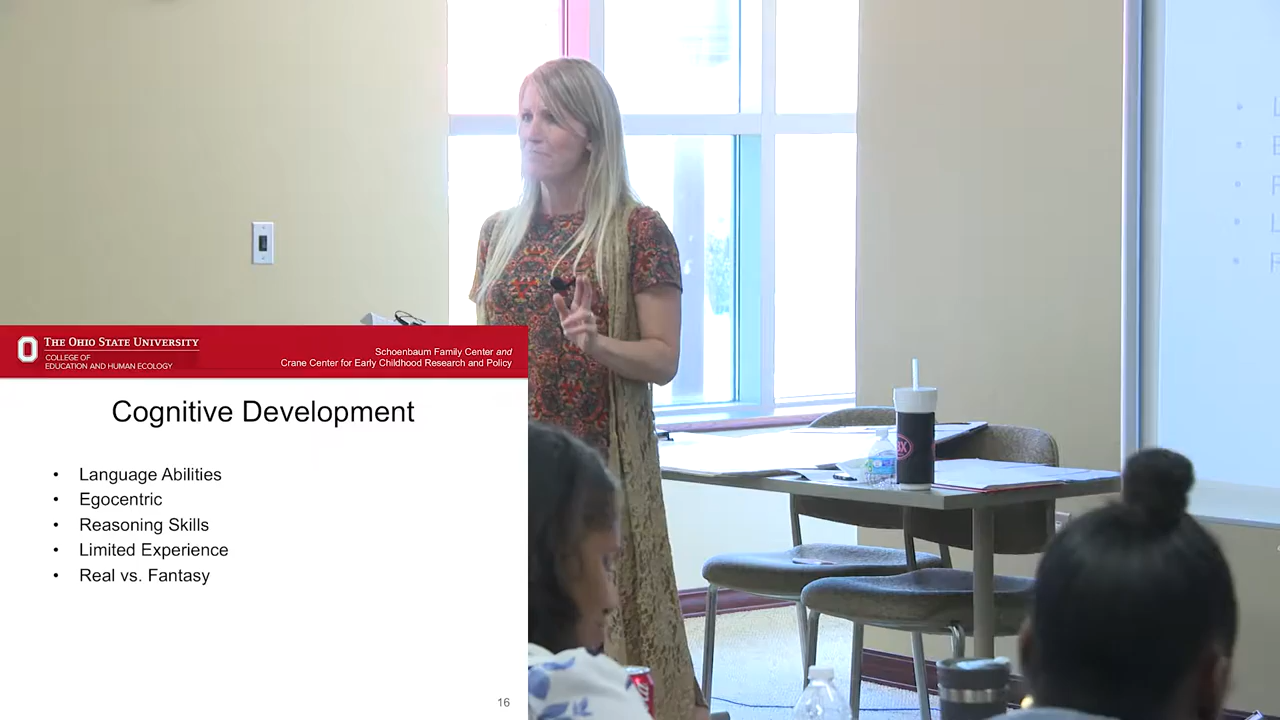 THE OHIO STATE UNIVERSITY
COLLEGE OF
EDUCATION AND HUMAN ECOLOGY
Schoenbaum Family Center and
Crane Center for Early Childhood Research and Policy
Cognitive Development
• Language Abilities
• Egocentric
• Reasoning Skills
• Limited Experience
• Real vs. Fantasy
16